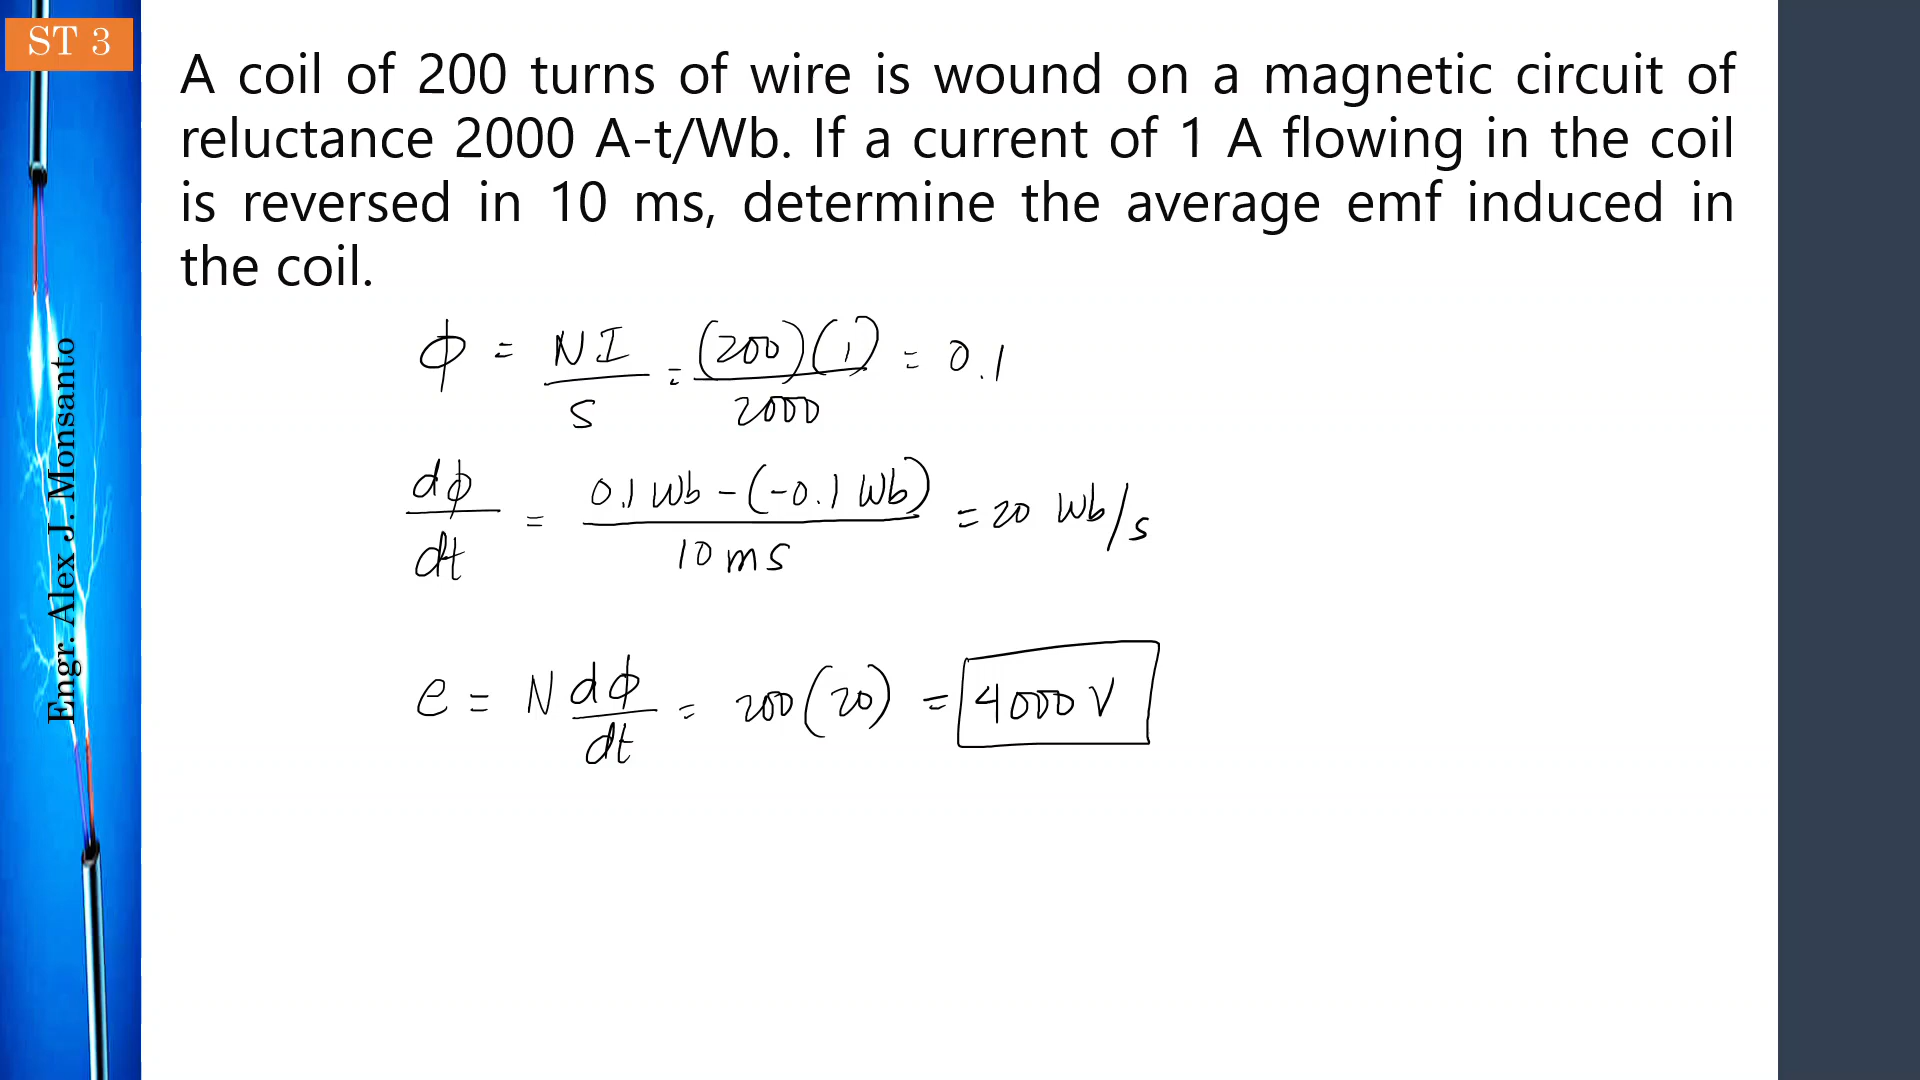 ST 3
A coil of 200 turns of wire is wound on a magnetic circuit of
reluctance 2000 A-t/Wb. If a current of 1 A flowing in the coil
is reversed in 10 ms, determine the average emf induced in
the coil.
ϕ = NI/S = (200)(1)/2000 = 0.1
dϕ/dt = 0.1 Wb - (-0.1 Wb)/10 ms = 20 Wb/s
e = N dϕ/dt = 200(20) = 4000 V
Engr. Alex J. Monsanto